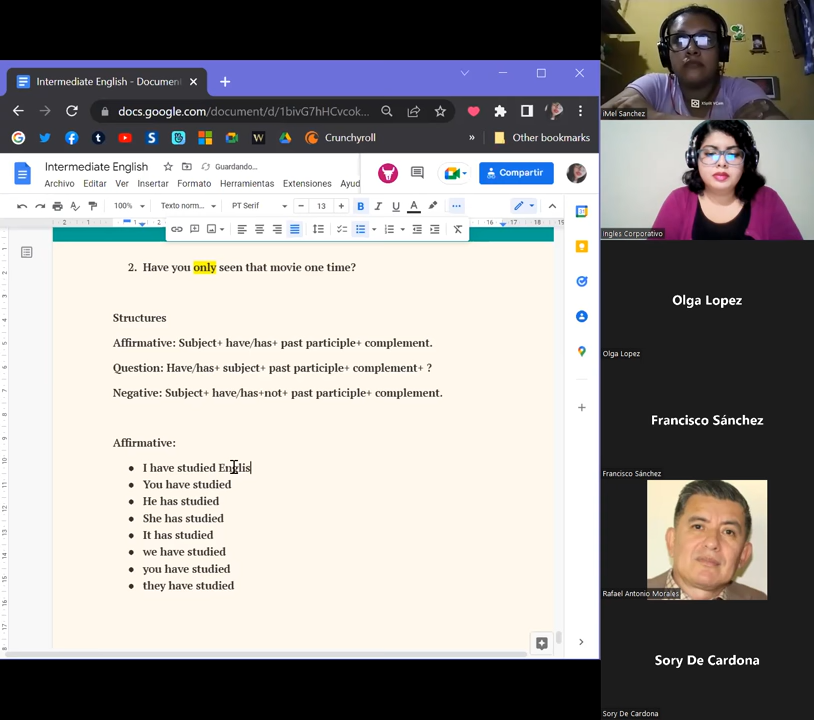 Intermediate English - Document
docs.google.com/document/d/1bivG7hHCvcok
Crunchyroll
»
Other bookmarks
Intermediate English
Guardando...
Archivo Editar Ver Insertar Formato Herramientas Extensiones Ayud
Compartir
100%
Texto norm...
PT Serif
13
2. Have you only seen that movie one time?
Structures
Affirmative: Subject+ have/has+ past participle+ complement.
Question: Have/has+ subject+ past participle+ complement+ ?
Negative: Subject+ have/has+not+ past participle+ complement.
Affirmative:
● I have studied Englis
● You have studied
● He has studied
● She has studied
● It has studied
● we have studied
● you have studied
● they have studied
iMel Sanchez
Ingles Corporativo
Olga Lopez
Olga Lopez
Francisco Sánchez
Francisco Sánchez
Rafael Antonio Morales
Sory De Cardona
Sory De Cardona